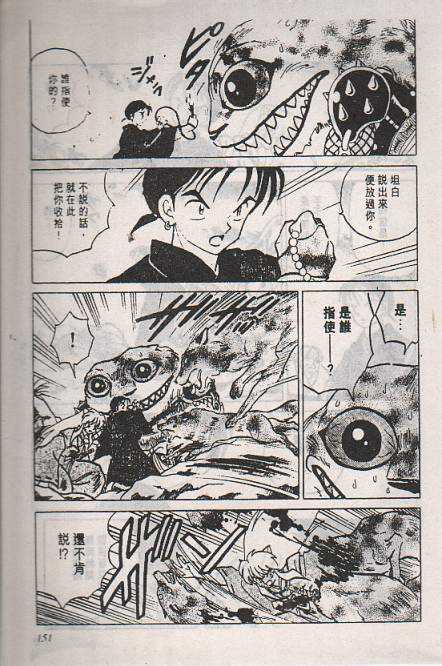 誰指使
你的？
ピタ
ジャラ
坦白
說出來
便放過你。
不說的話，
就在此
把你收拾！
是…
是誰
指使—？
！
還不肯
說!?
151